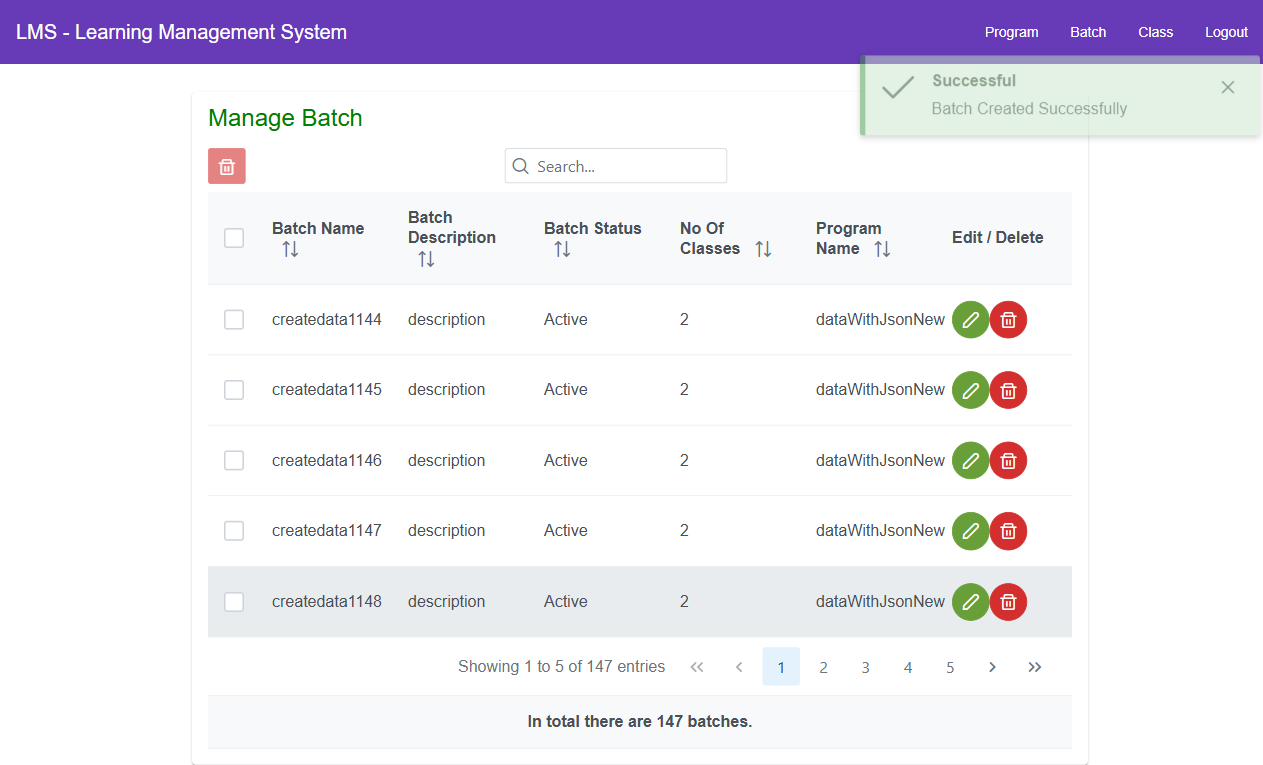 LMS - Learning Management System
Program Batch Class Logout
Successful
Batch Created Successfully
Manage Batch
Search...
Batch Name
Batch Description
Batch Status
No Of Classes
Program Name
Edit / Delete
createdata1144 description Active 2 dataWithJsonNew
createdata1145 description Active 2 dataWithJsonNew
createdata1146 description Active 2 dataWithJsonNew
createdata1147 description Active 2 dataWithJsonNew
createdata1148 description Active 2 dataWithJsonNew
Showing 1 to 5 of 147 entries « ‹ 1 2 3 4 5 › »
In total there are 147 batches.